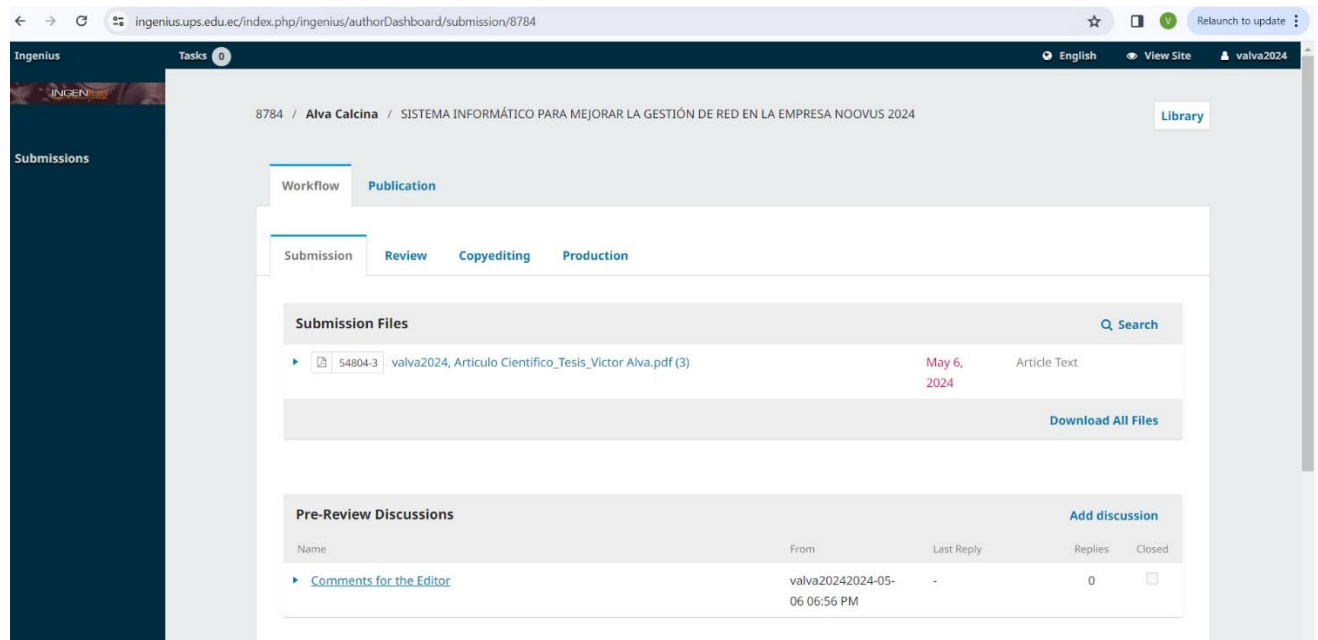 ingenius.ups.edu.ec/index.php/ingenius/authorDashboard/submission/8784
V
Relaunch to update
Ingenius
Tasks 0
English
View Site
valva2024
INGENIUS
8784 / Alva Calcina / SISTEMA INFORMÁTICO PARA MEJORAR LA GESTIÓN DE RED EN LA EMPRESA NOOVUS 2024
Library
Submissions
Workflow
Publication
Submission
Review
Copyediting
Production
Submission Files
Search
54804-3 valva2024, Articulo Cientifico_Tesis_Victor Alva.pdf (3)
May 6,
2024
Article Text
Download All Files
Pre-Review Discussions
Add discussion
Name
From
Last Reply
Replies
Closed
Comments for the Editor
valva20242024-05-
06 06:56 PM
-
0